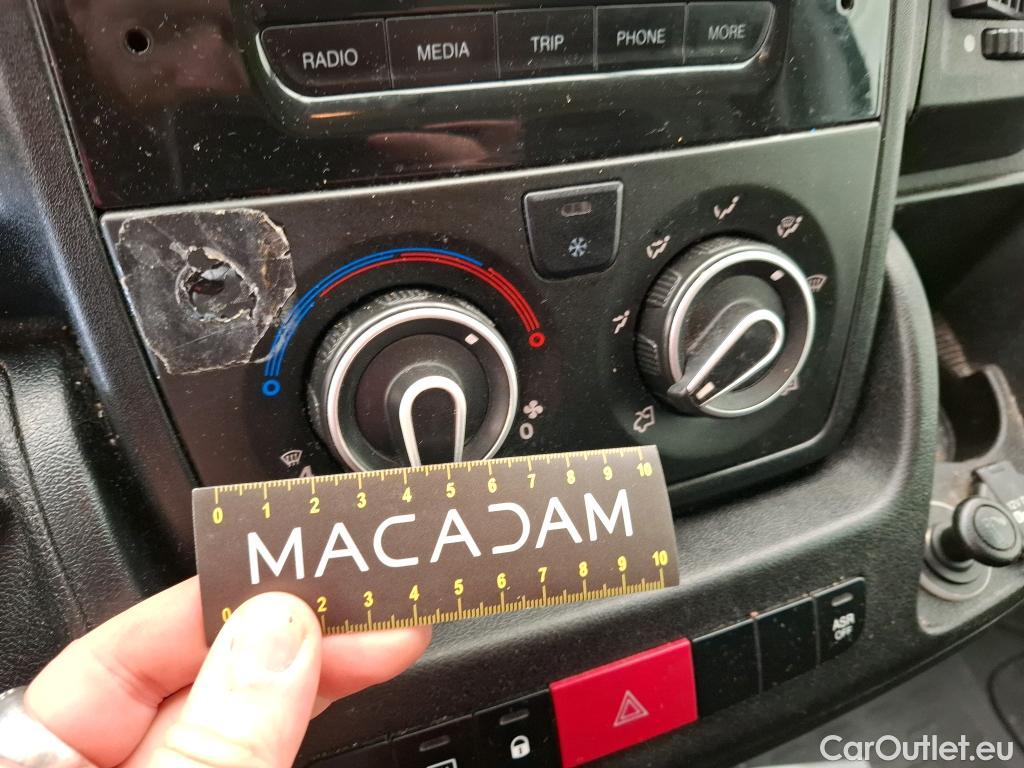 RADIO MEDIA TRIP PHONE MORE
0
4
0 1 2 3 4 5 6 7 8 9 10
MACADAM
0 2 3 4 5 6 7 8 9 10
ASR
OFF
CarOutlet.eu